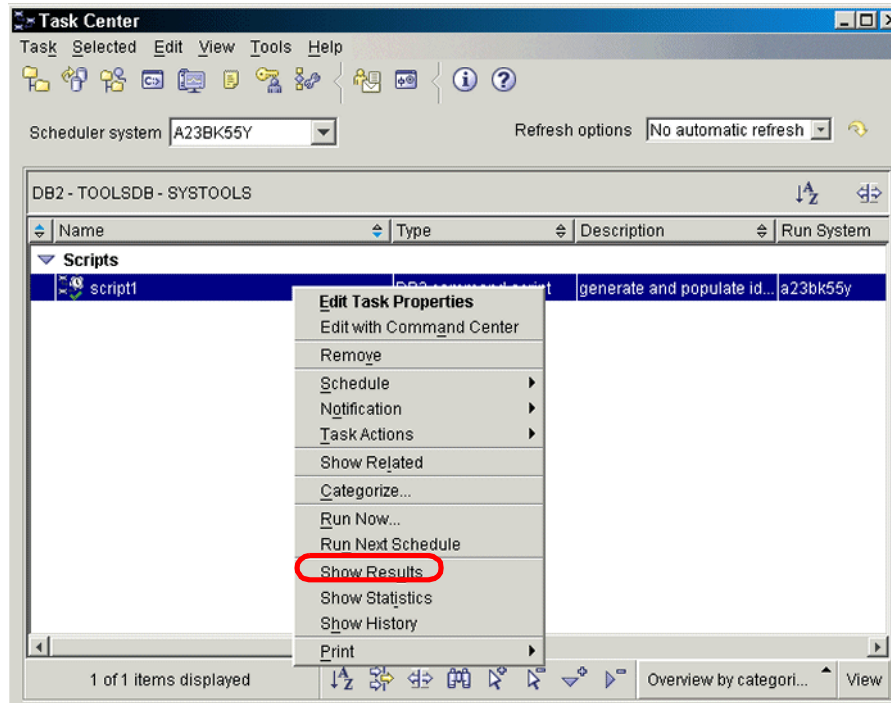 Task Center
Task Selected Edit View Tools Help
Scheduler system A23BK55Y Refresh options No automatic refresh
DB2 - TOOLSDB - SYSTOOLS
Name Type Description Run System
Scripts
script1 DB2 command script generate and populate id... a23bk55y
Edit Task Properties
Edit with Command Center
Remove
Schedule
Notification
Task Actions
Show Related
Categorize...
Run Now...
Run Next Schedule
Show Results
Show Statistics
Show History
Print
1 of 1 items displayed Overview by categori... View